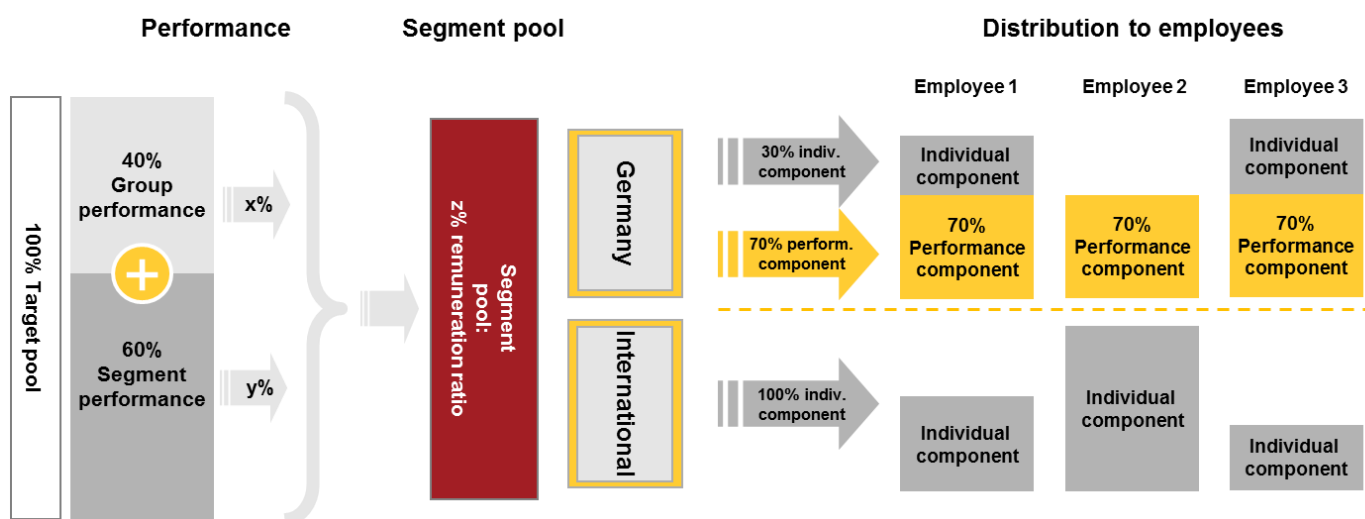 Performance
Segment pool
Distribution to employees
Employee 1
Employee 2
Employee 3
100% Target pool
40%
Group
performance
x%
+
60%
Segment
performance
y%
Segment
pool:
z% remuneration ratio
Germany
International
30% indiv.
component
70% perform.
component
100% indiv.
component
Individual
component
70%
Performance
component
70%
Performance
component
Individual
component
70%
Performance
component
Individual
component
Individual
component
Individual
component